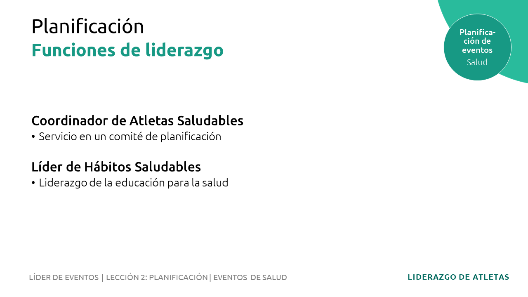 Planificación
Funciones de liderazgo
Planifica-
ción de
eventos
Salud
Coordinador de Atletas Saludables
• Servicio en un comité de planificación
Líder de Hábitos Saludables
• Liderazgo de la educación para la salud
LÍDER DE EVENTOS | LECCIÓN 2: PLANIFICACIÓN | EVENTOS DE SALUD
LIDERAZGO DE ATLETAS